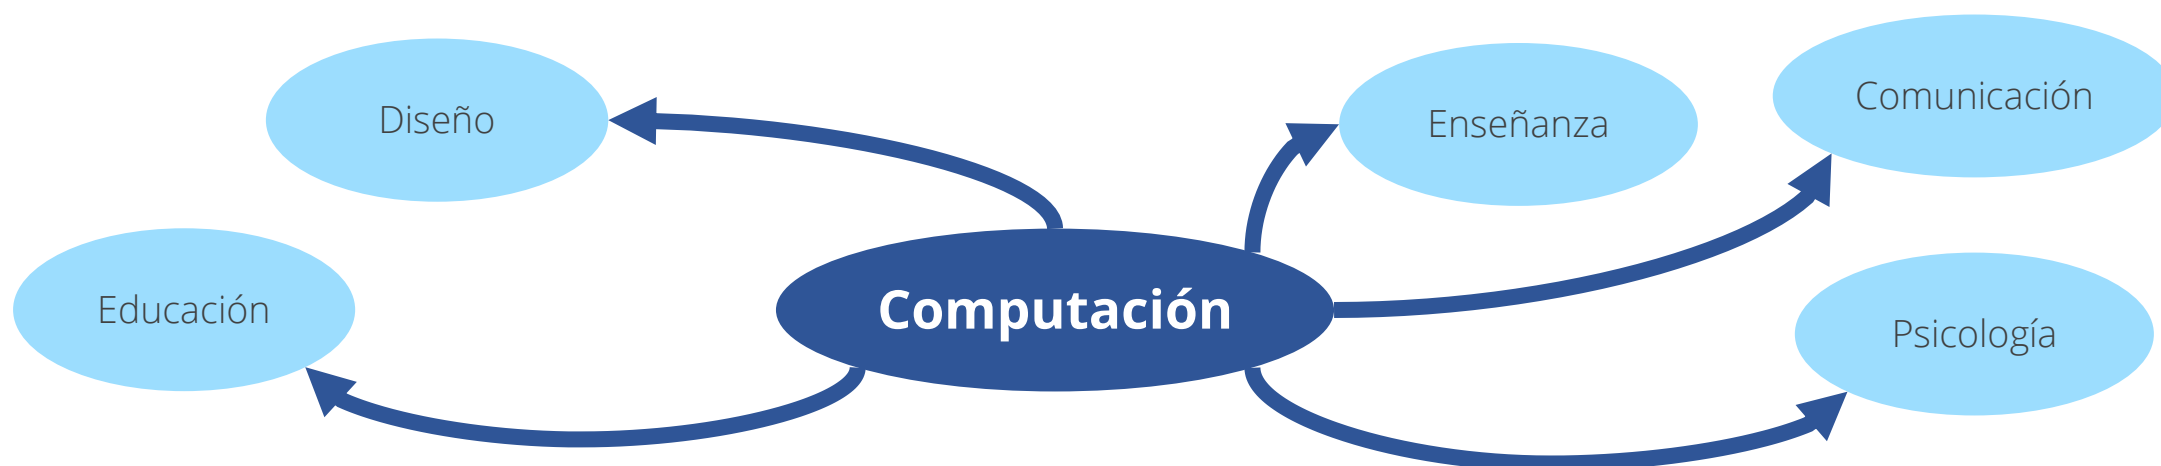 Diseño
Enseñanza
Comunicación
Educación
Computación
Psicología